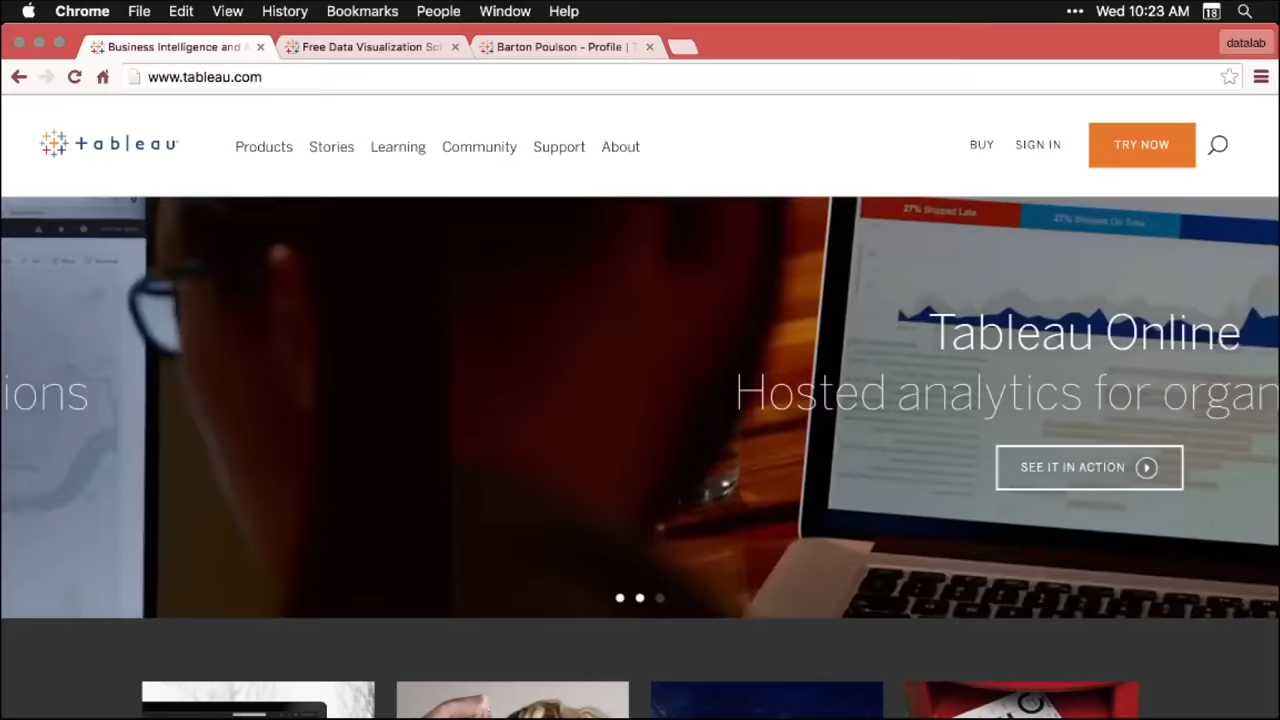 Chrome File Edit View History Bookmarks People Window Help ••• Wed 10:23 AM 18
Business Intelligence and A
Free Data Visualization Sof
Barton Poulson - Profile | T
datalab
www.tableau.com
tableau
Products Stories Learning Community Support About
BUY SIGN IN TRY NOW
27% Shipped Late
27% Shipped On Time
Tableau Online
ions
Hosted analytics for organ
SEE IT IN ACTION